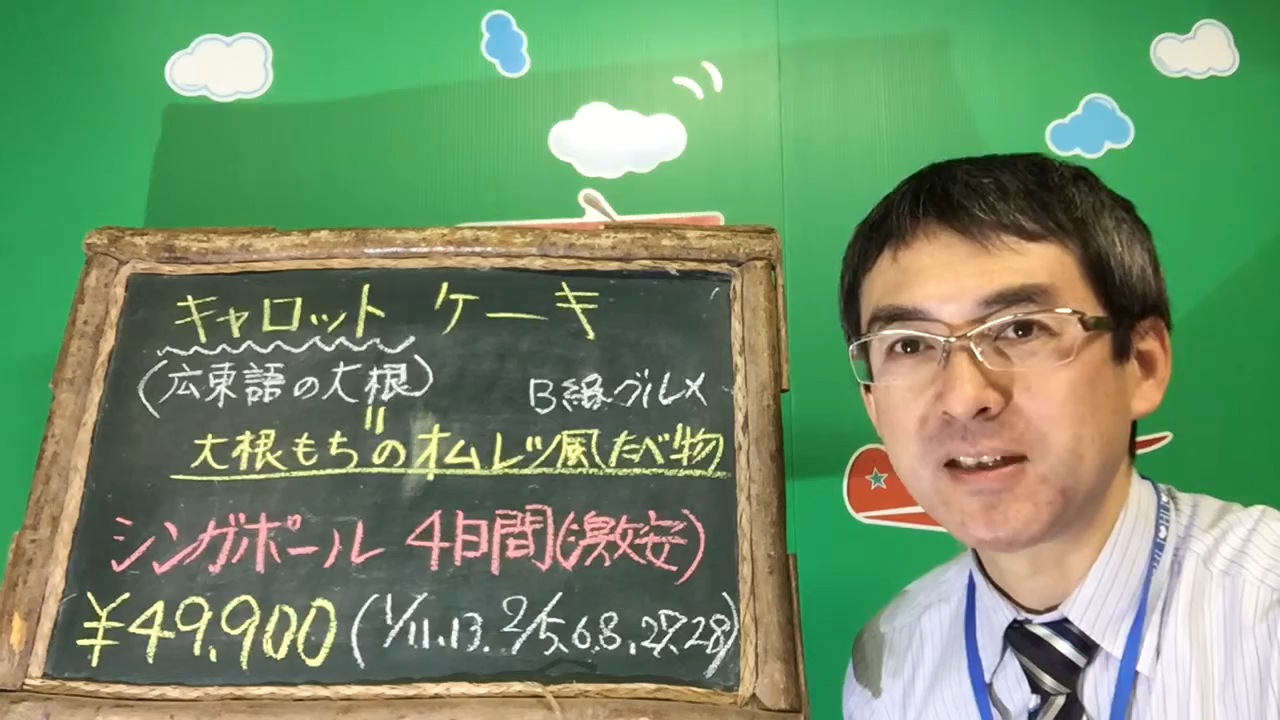 キャロット ケーキ
(広東語の大根)
B級グルメ
大根もち"の オムレツ風たべ物
シンガポール 4日間(激安)
¥49,900 (1/11.13. 2/5.6.8.27.28)